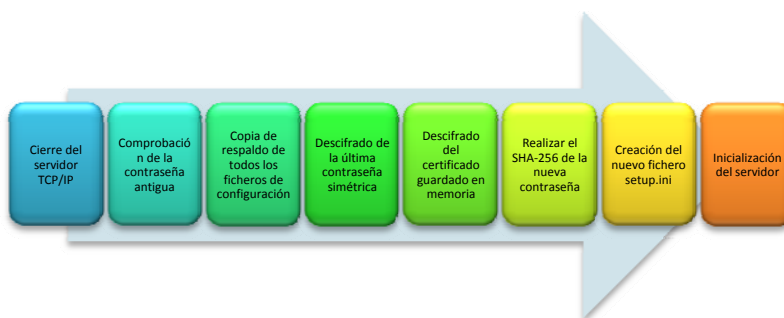 Cierre del
servidor
TCP/IP
Comprobació
n de la
contraseña
antigua
Copia de
respaldo de
todos los
ficheros de
configuración
Descifrado de
la última
contraseña
simétrica
Descifrado
del
certificado
guardado en
memoria
Realizar el
SHA-256 de la
nueva
contraseña
Creación del
nuevo fichero
setup.ini
Inicialización
del servidor